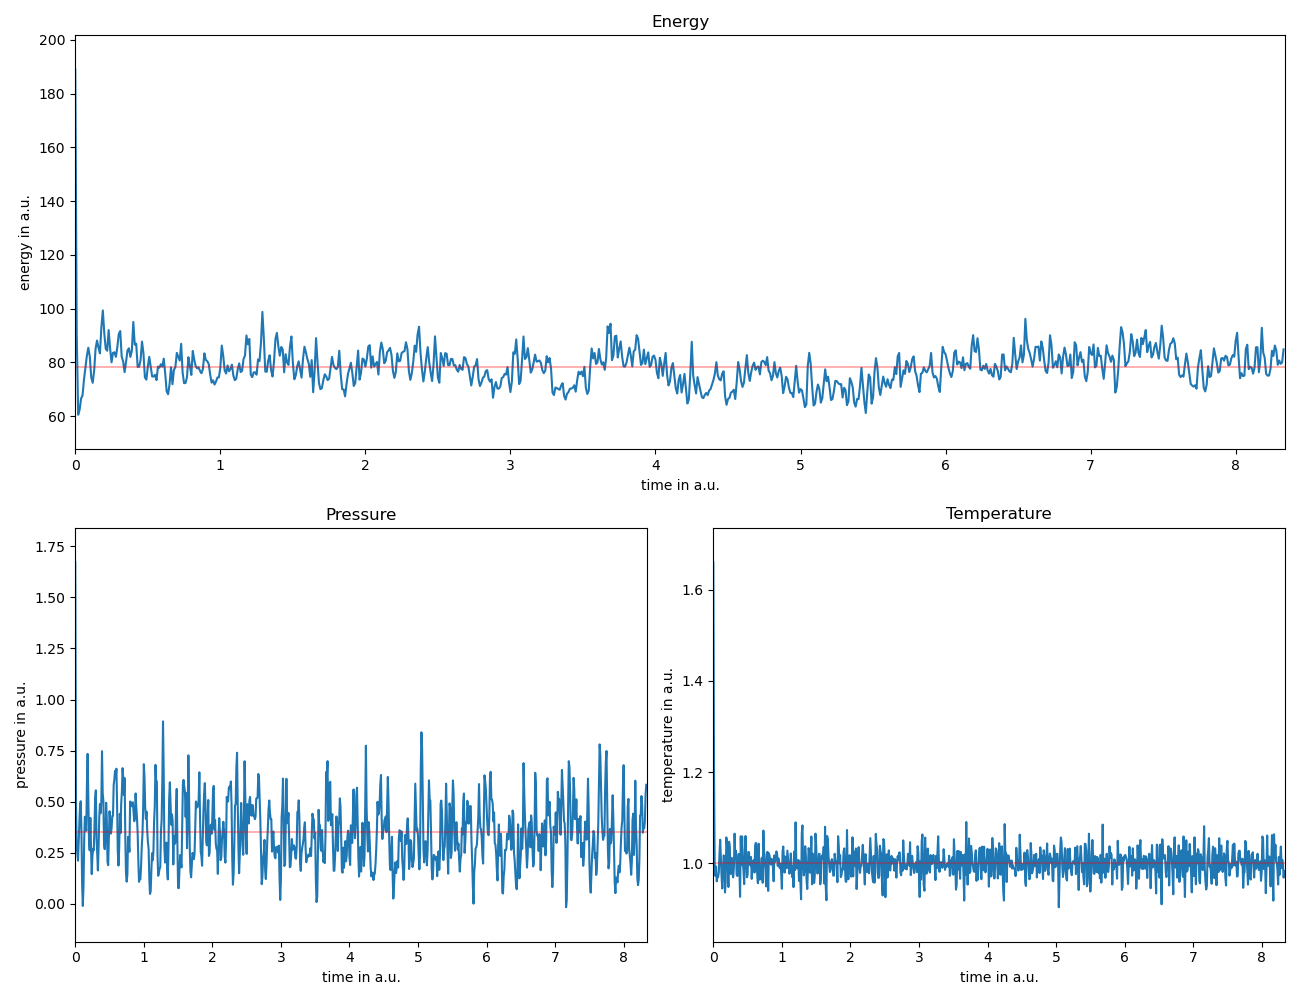 Energy
200
180
160
140
120
100
80
60
energy in a.u.
0 1 2 3 4 5 6 7 8
time in a.u.
Pressure
1.75
1.50
1.25
1.00
0.75
0.50
0.25
0.00
pressure in a.u.
0 1 2 3 4 5 6 7 8
time in a.u.
Temperature
1.6
1.4
1.2
1.0
temperature in a.u.
0 1 2 3 4 5 6 7 8
time in a.u.